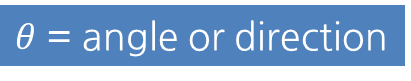 θ = angle or direction